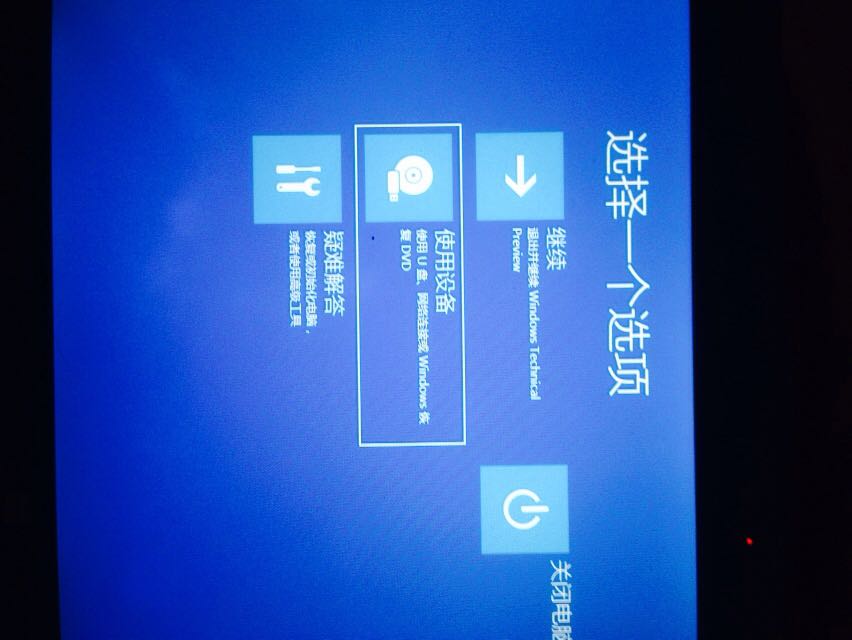 选择一个选项
继续
退出并继续 Windows Technical
Preview
使用设备
使用 U 盘、网络连接或 Windows 恢
复 DVD
疑难解答
恢复或初始化电脑，
或者使用高级工具
关闭电脑